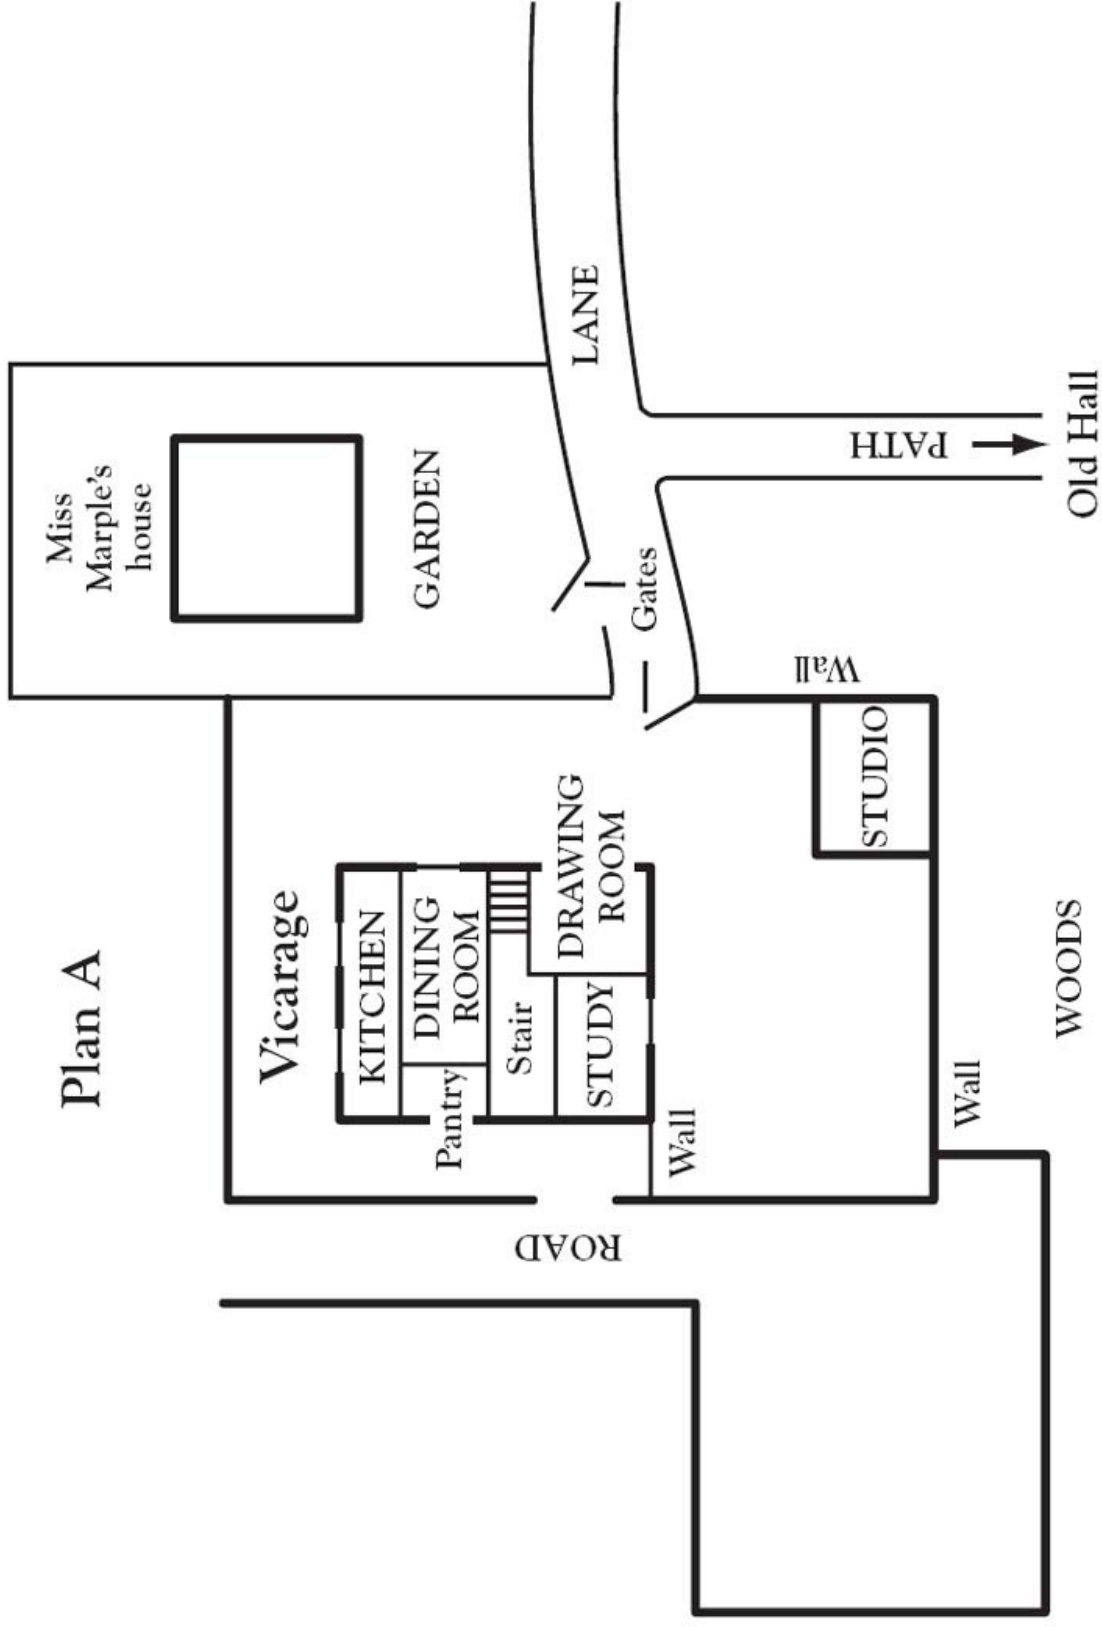 Plan A
Miss
Marple's
house
GARDEN
LANE
PATH
Old Hall
Gates
Wall
STUDIO
Vicarage
KITCHEN
DINING
ROOM
Pantry
Stair
DRAWING
ROOM
STUDY
Wall
Wall
WOODS
ROAD